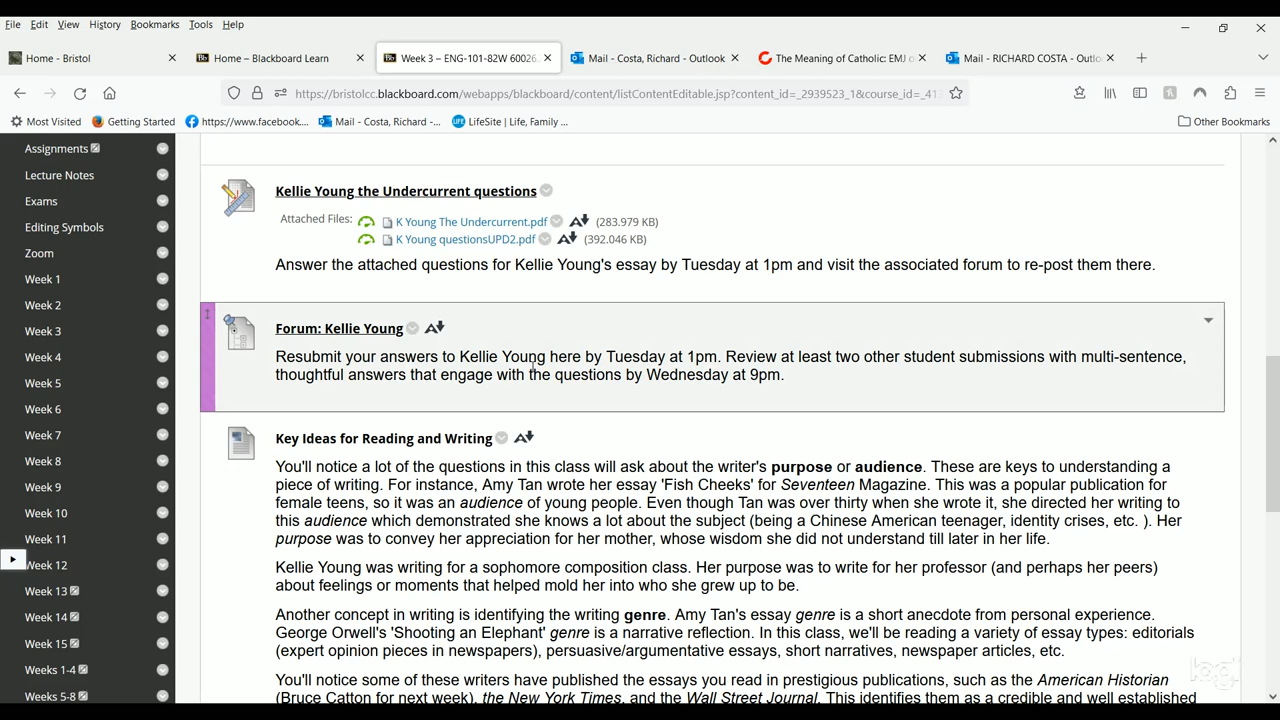 File Edit View History Bookmarks Tools Help
Home - Bristol
Home – Blackboard Learn
Week 3 – ENG-101-82W 60026
Mail - Costa, Richard - Outlook
The Meaning of Catholic: EMJ o
Mail - RICHARD COSTA - Outlo
https://bristolcc.blackboard.com/webapps/blackboard/content/listContentEditable.jsp?content_id=_2939523_1&course_id=_41
Most Visited Getting Started https://www.facebook.... Mail - Costa, Richard -... LifeSite | Life, Family ... Other Bookmarks
Assignments
Lecture Notes
Exams
Editing Symbols
Zoom
Week 1
Week 2
Week 3
Week 4
Week 5
Week 6
Week 7
Week 8
Week 9
Week 10
Week 11
Week 12
Week 13
Week 14
Week 15
Weeks 1-4
Weeks 5-8
Kellie Young the Undercurrent questions
Attached Files: K Young The Undercurrent.pdf (283.979 KB)
K Young questionsUPD2.pdf (392.046 KB)
Answer the attached questions for Kellie Young's essay by Tuesday at 1pm and visit the associated forum to re-post them there.
Forum: Kellie Young
Resubmit your answers to Kellie Young here by Tuesday at 1pm. Review at least two other student submissions with multi-sentence,
thoughtful answers that engage with the questions by Wednesday at 9pm.
Key Ideas for Reading and Writing
You'll notice a lot of the questions in this class will ask about the writer's purpose or audience. These are keys to understanding a
piece of writing. For instance, Amy Tan wrote her essay 'Fish Cheeks' for Seventeen Magazine. This was a popular publication for
female teens, so it was an audience of young people. Even though Tan was over thirty when she wrote it, she directed her writing to
this audience which demonstrated she knows a lot about the subject (being a Chinese American teenager, identity crises, etc. ). Her
purpose was to convey her appreciation for her mother, whose wisdom she did not understand till later in her life.
Kellie Young was writing for a sophomore composition class. Her purpose was to write for her professor (and perhaps her peers)
about feelings or moments that helped mold her into who she grew up to be.
Another concept in writing is identifying the writing genre. Amy Tan's essay genre is a short anecdote from personal experience.
George Orwell's 'Shooting an Elephant' genre is a narrative reflection. In this class, we'll be reading a variety of essay types: editorials
(expert opinion pieces in newspapers), persuasive/argumentative essays, short narratives, newspaper articles, etc.
You'll notice some of these writers have published the essays you read in prestigious publications, such as the American Historian
(Bruce Catton for next week), the New York Times, and the Wall Street Journal. This identifies them as a credible and well established